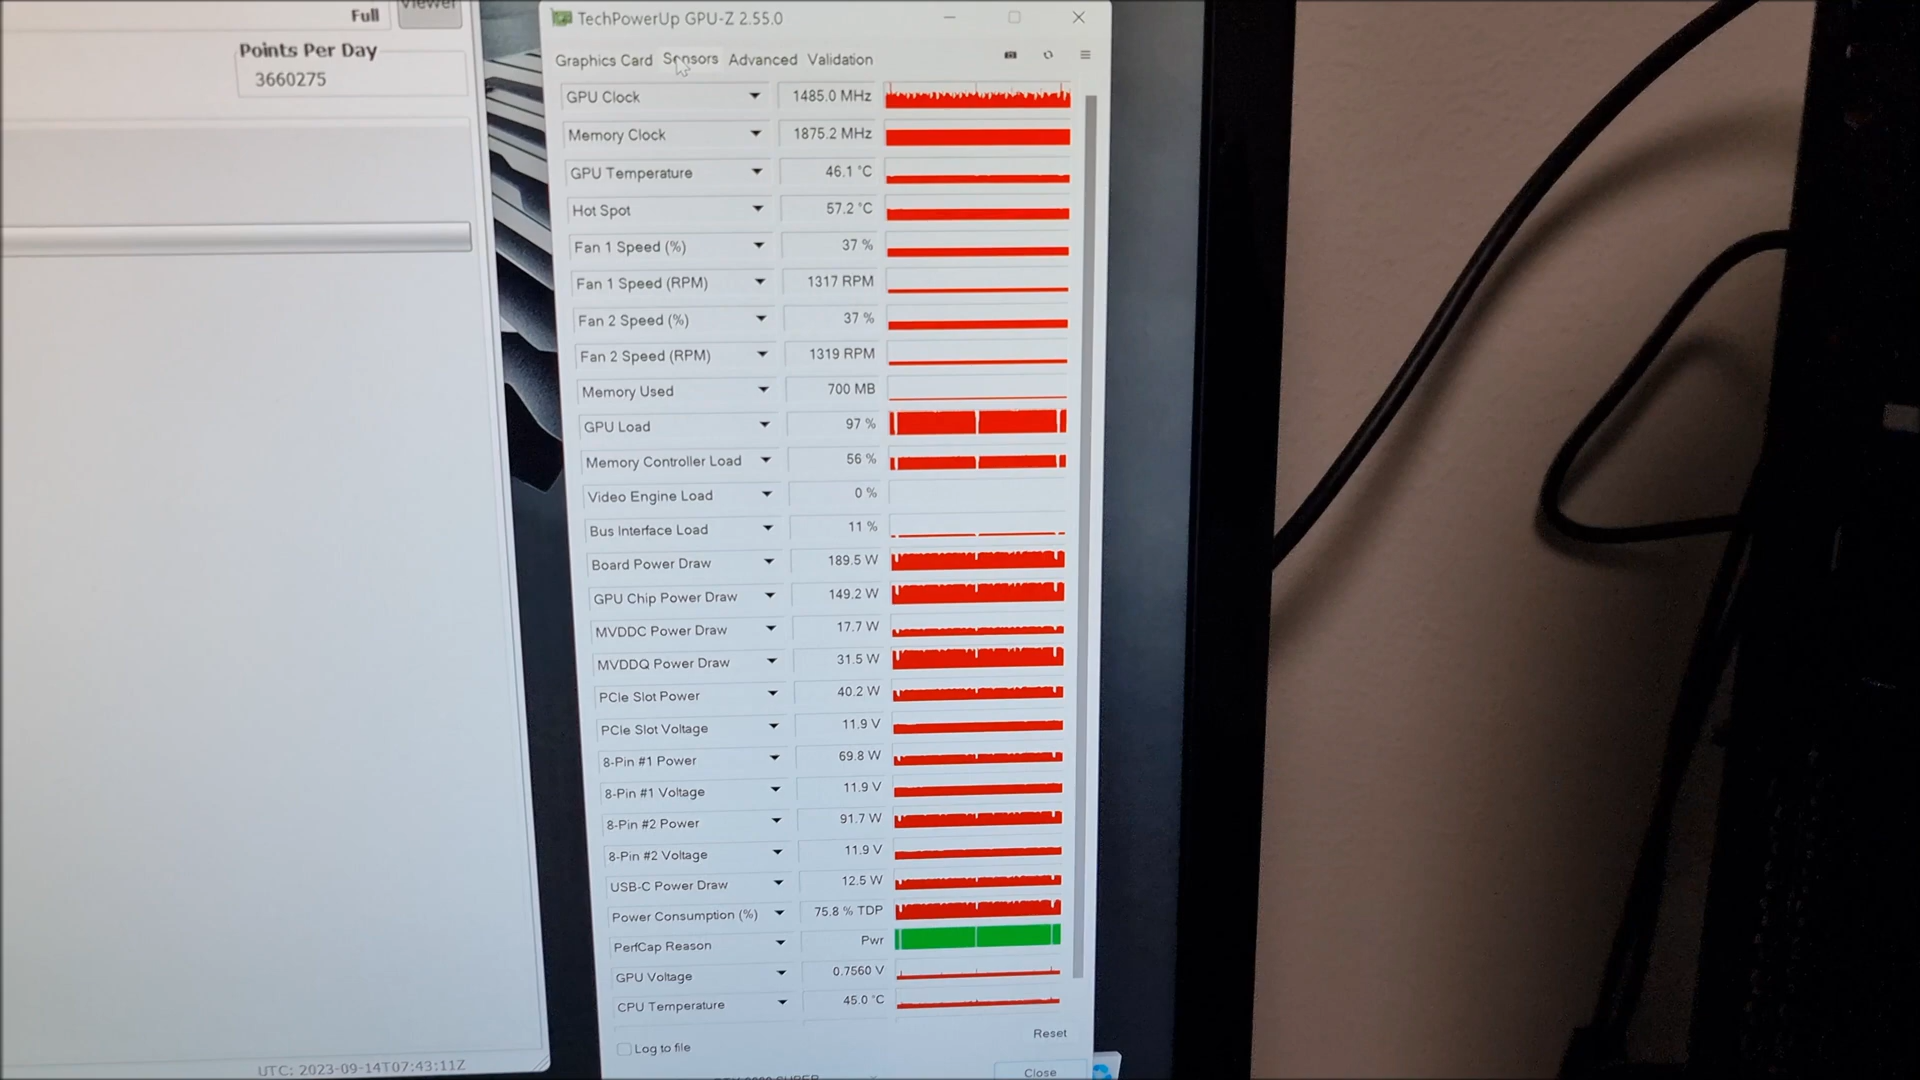 Full
Viewer
Points Per Day
3660275
UTC: 2023-09-14T07:43:11Z
TechPowerUp GPU-Z 2.55.0
Graphics Card Sensors Advanced Validation
GPU Clock 1485.0 MHz
Memory Clock 1875.2 MHz
GPU Temperature 46.1 °C
Hot Spot 57.2 °C
Fan 1 Speed (%) 37 %
Fan 1 Speed (RPM) 1317 RPM
Fan 2 Speed (%) 37 %
Fan 2 Speed (RPM) 1319 RPM
Memory Used 700 MB
GPU Load 97 %
Memory Controller Load 56 %
Video Engine Load 0 %
Bus Interface Load 11 %
Board Power Draw 189.5 W
GPU Chip Power Draw 149.2 W
MVDDC Power Draw 17.7 W
MVDDQ Power Draw 31.5 W
PCIe Slot Power 40.2 W
PCIe Slot Voltage 11.9 V
8-Pin #1 Power 69.8 W
8-Pin #1 Voltage 11.9 V
8-Pin #2 Power 91.7 W
8-Pin #2 Voltage 11.9 V
USB-C Power Draw 12.5 W
Power Consumption (%) 75.8 % TDP
PerfCap Reason Pwr
GPU Voltage 0.7560 V
CPU Temperature 45.0 °C
Reset
Log to file
SUPER
Close